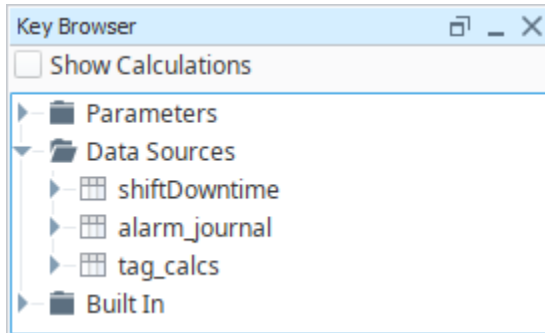 Key Browser
Show Calculations
Parameters
Data Sources
shiftDowntime
alarm_journal
tag_calcs
Built In